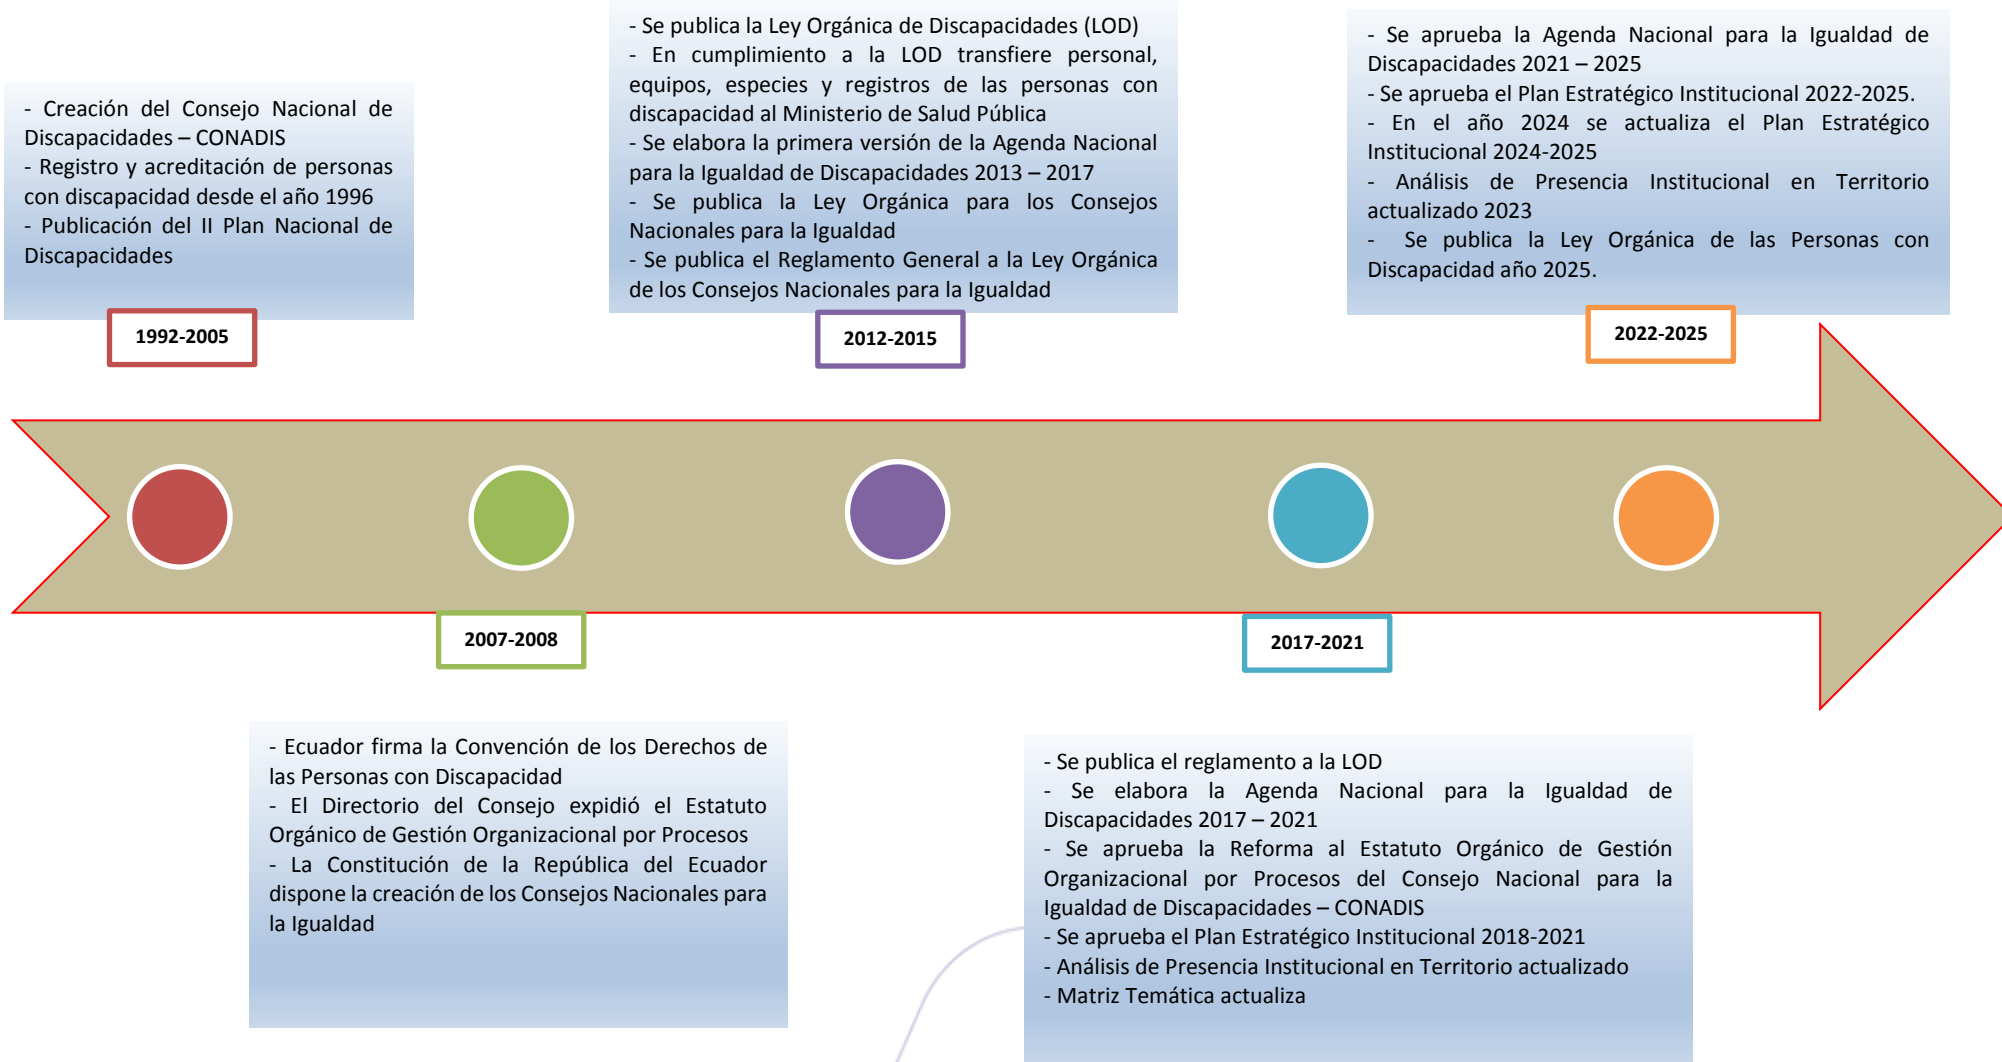 - Creación del Consejo Nacional de
Discapacidades – CONADIS
- Registro y acreditación de personas
con discapacidad desde el año 1996
- Publicación del II Plan Nacional de
Discapacidades
1992-2005
- Ecuador firma la Convención de los Derechos de
las Personas con Discapacidad
- El Directorio del Consejo expidió el Estatuto
Orgánico de Gestión Organizacional por Procesos
- La Constitución de la República del Ecuador
dispone la creación de los Consejos Nacionales para
la Igualdad
2007-2008
- Se publica la Ley Orgánica de Discapacidades (LOD)
- En cumplimiento a la LOD transfiere personal,
equipos, especies y registros de las personas con
discapacidad al Ministerio de Salud Pública
- Se elabora la primera versión de la Agenda Nacional
para la Igualdad de Discapacidades 2013 – 2017
- Se publica la Ley Orgánica para los Consejos
Nacionales para la Igualdad
- Se publica el Reglamento General a la Ley Orgánica
de los Consejos Nacionales para la Igualdad
2012-2015
- Se publica el reglamento a la LOD
- Se elabora la Agenda Nacional para la Igualdad de
Discapacidades 2017 – 2021
- Se aprueba la Reforma al Estatuto Orgánico de Gestión
Organizacional por Procesos del Consejo Nacional para la
Igualdad de Discapacidades – CONADIS
- Se aprueba el Plan Estratégico Institucional 2018-2021
- Análisis de Presencia Institucional en Territorio actualizado
- Matriz Temática actualiza
2017-2021
- Se aprueba la Agenda Nacional para la Igualdad de
Discapacidades 2021 – 2025
- Se aprueba el Plan Estratégico Institucional 2022-2025.
- En el año 2024 se actualiza el Plan Estratégico
Institucional 2024-2025
- Análisis de Presencia Institucional en Territorio
actualizado 2023
- Se publica la Ley Orgánica de las Personas con
Discapacidad año 2025.
2022-2025